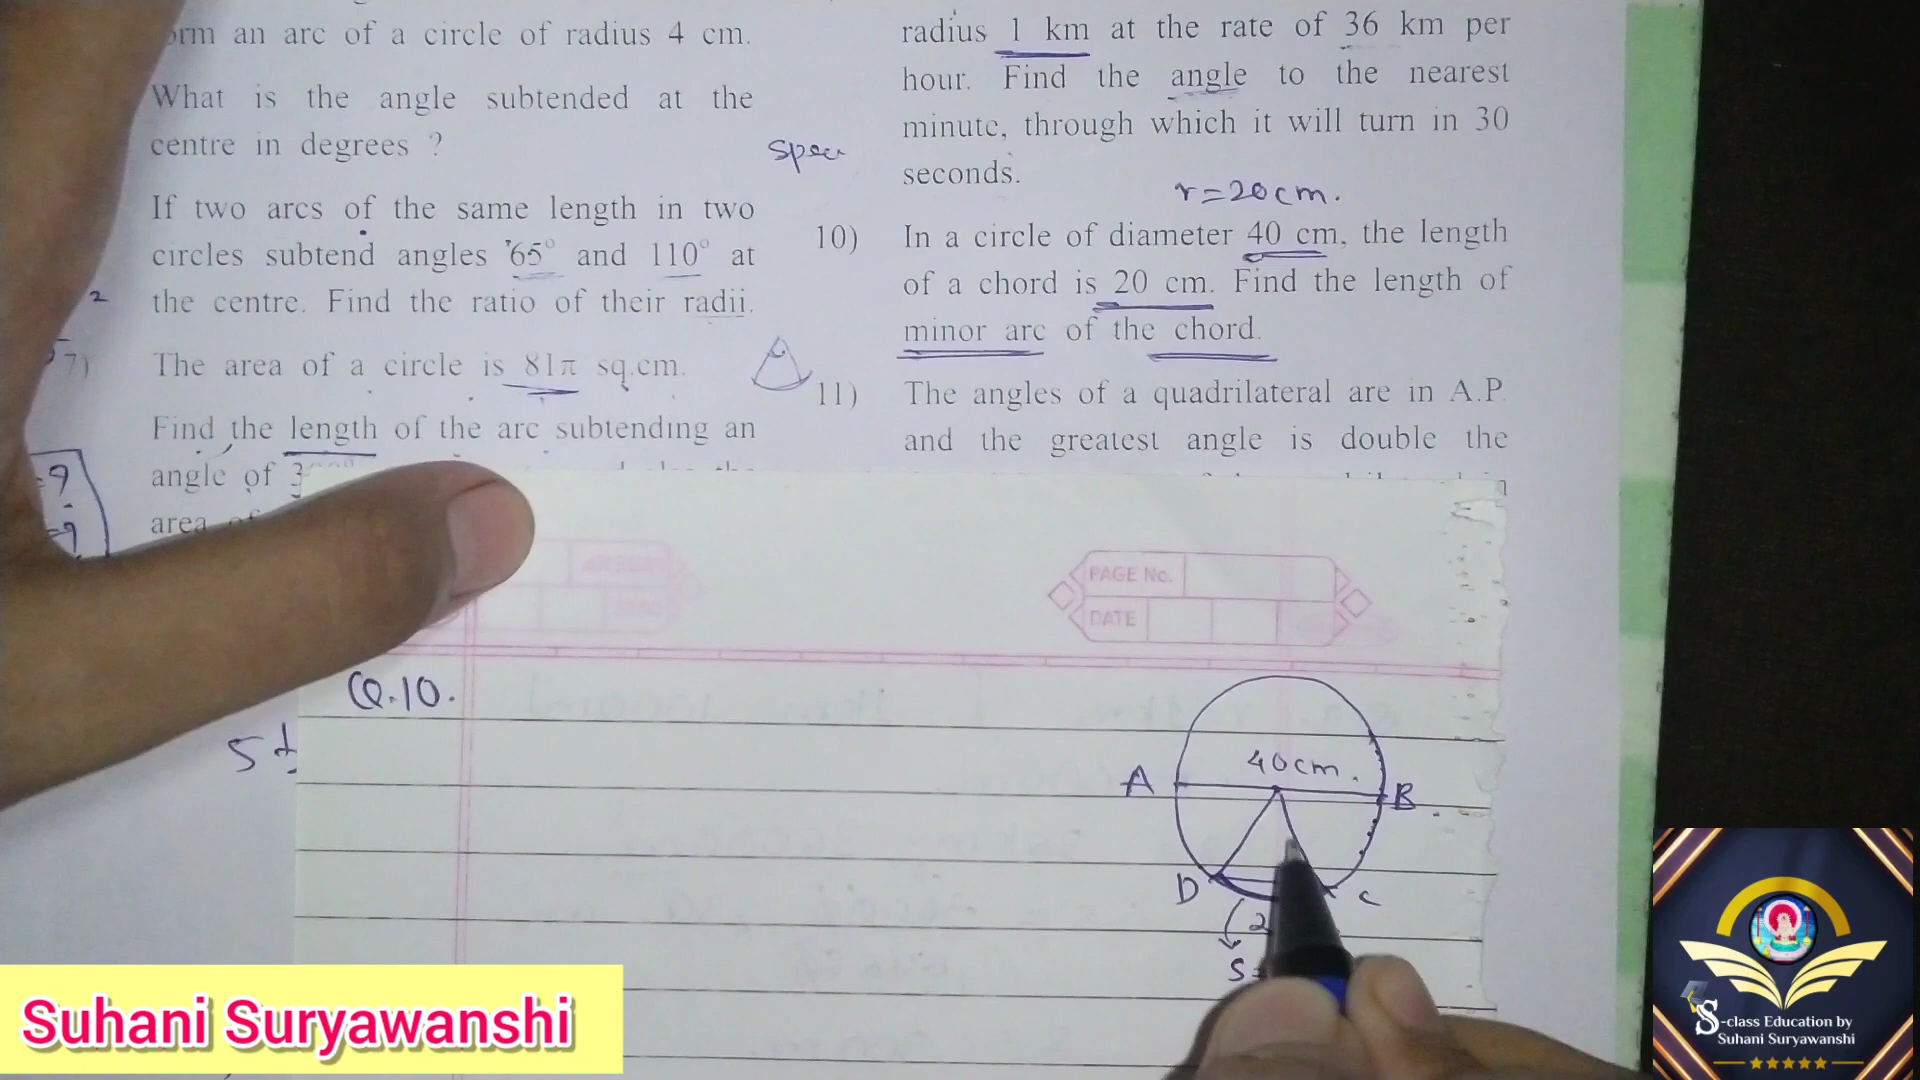 an arc of a circle of radius 4 cm.
What is the angle subtended at the
centre in degrees ?
If two arcs of the same length in two
circles subtend angles 65° and 110° at
the centre. Find the ratio of their radii.
7) The area of a circle is 81π sq.cm.
Find the length of the arc subtending an
angle of
area
2
=9
=9
radius 1 km at the rate of 36 km per
hour. Find the angle to the nearest
minute, through which it will turn in 30
seconds.
r=20cm.
10) In a circle of diameter 40 cm, the length
of a chord is 20 cm. Find the length of
minor arc of the chord.
11) The angles of a quadrilateral are in A.P.
and the greatest angle is double the
PAGE No.
DATE
Q.10.
40cm.
A
B
D
C
2
S=
Suhani Suryawanshi
S-class Education by
Suhani Suryawanshi